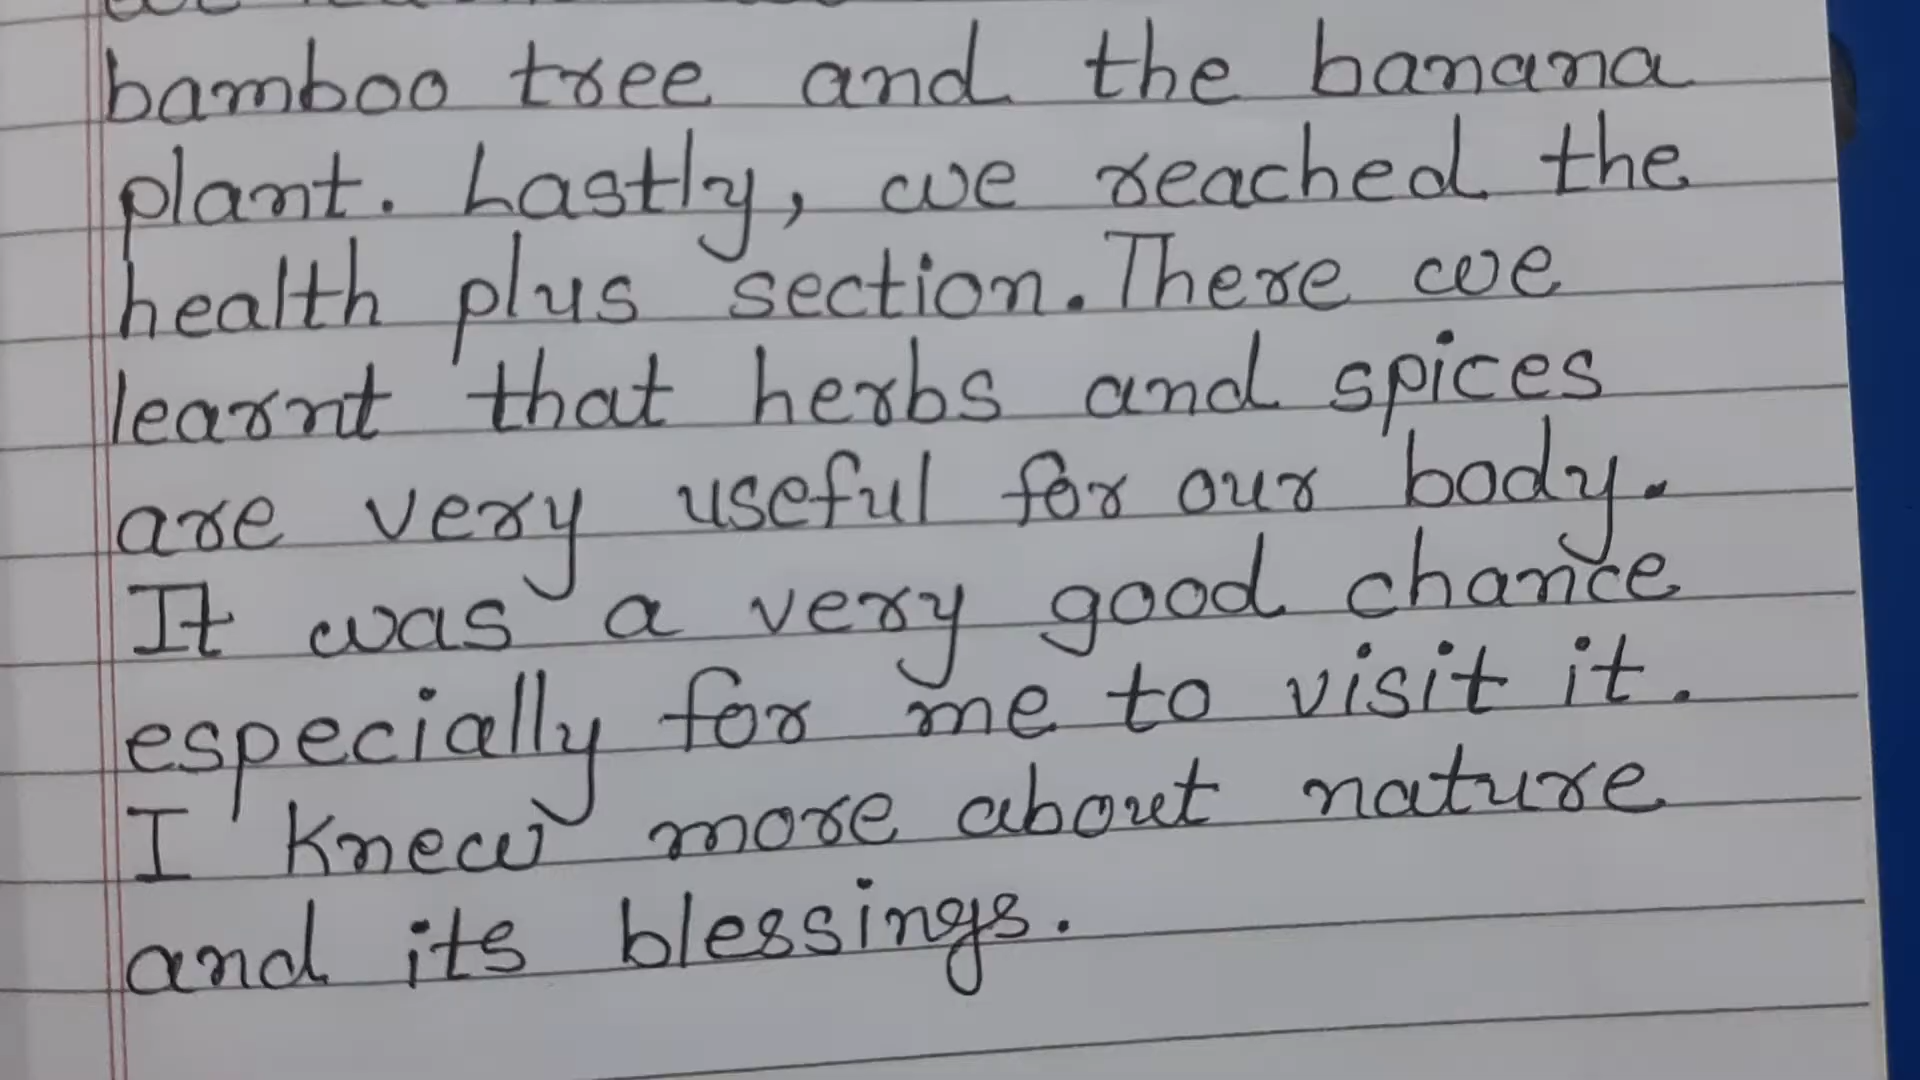 bamboo tree and the banana
plant. Lastly, we reached the
health plus section. There we
learnt that herbs and spices
are very useful for our body.
It was a very good chance
especially for me to visit it.
I knew more about nature
and its blessings.